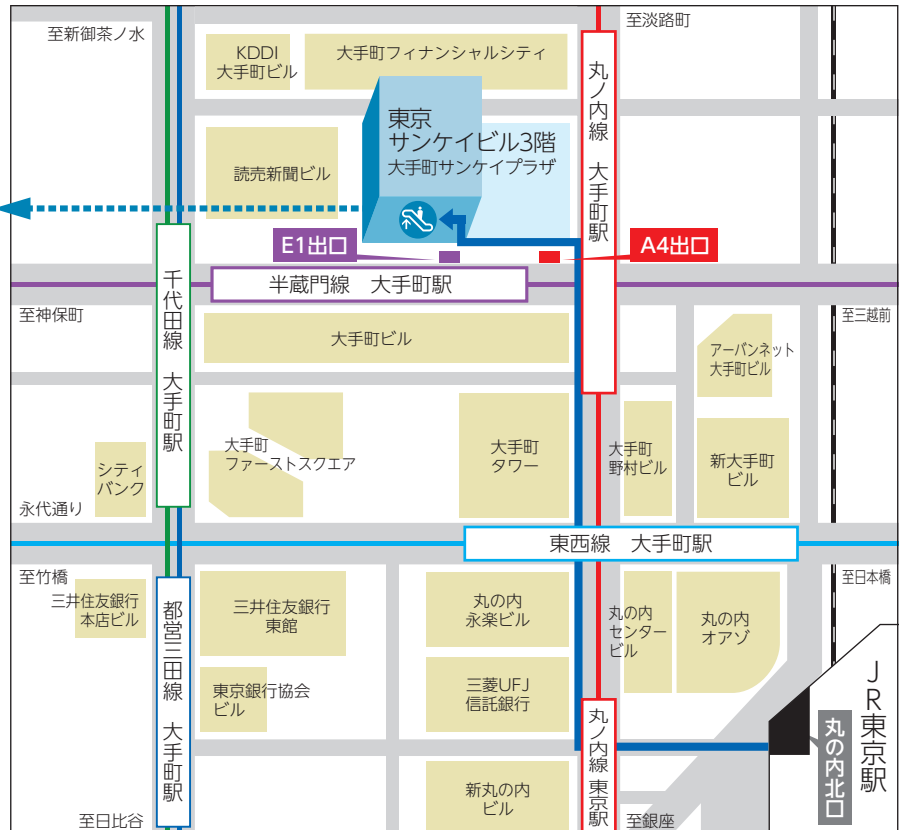 至新御茶ノ水
KDDI
大手町ビル
大手町フィナンシャルシティ
至淡路町
丸ノ内線 大手町駅
東京
サンケイビル3階
大手町サンケイプラザ
読売新聞ビル
E1出口
A4出口
千代田線 大手町駅
半蔵門線 大手町駅
至神保町
至三越前
大手町ビル
アーバンネット
大手町ビル
大手町
ファーストスクエア
大手町
タワー
大手町
野村ビル
新大手町
ビル
シティ
バンク
永代通り
東西線 大手町駅
至竹橋
至日本橋
三井住友銀行
本店ビル
都営三田線 大手町駅
三井住友銀行
東館
丸の内
永楽ビル
丸の内
センター
ビル
丸の内
オアゾ
東京銀行協会
ビル
三菱UFJ
信託銀行
JR東京駅
丸の内北口
丸ノ内線 東京駅
新丸の内
ビル
至日比谷
至銀座